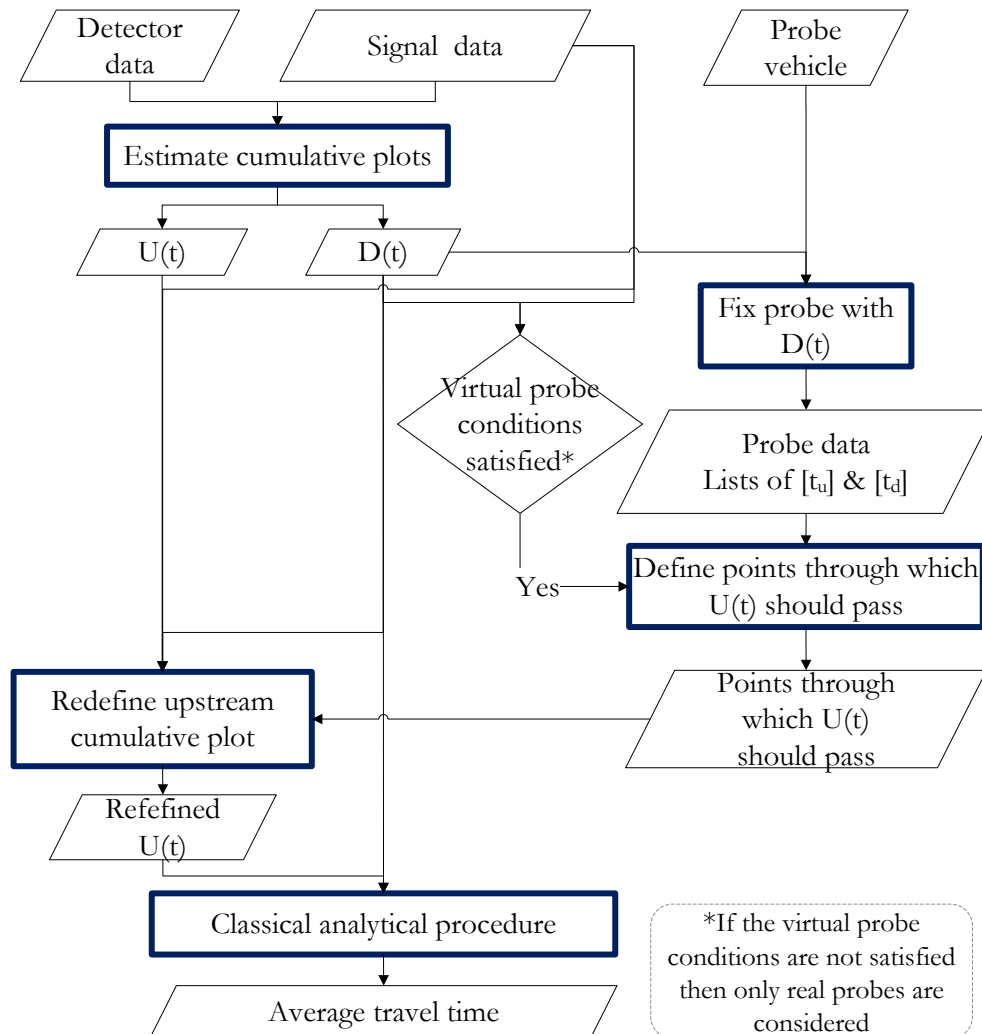 Detector
data
Signal data
Probe
vehicle
Estimate cumulative plots
U(t)
D(t)
Fix probe with
D(t)
Virtual probe
conditions
satisfied*
Probe data
Lists of [tu] & [td]
Yes
Define points through which
U(t) should pass
Redefine upstream
cumulative plot
Points through
which U(t)
should pass
Refefined
U(t)
Classical analytical procedure
*If the virtual probe
conditions are not satisfied
then only real probes are
considered
Average travel time